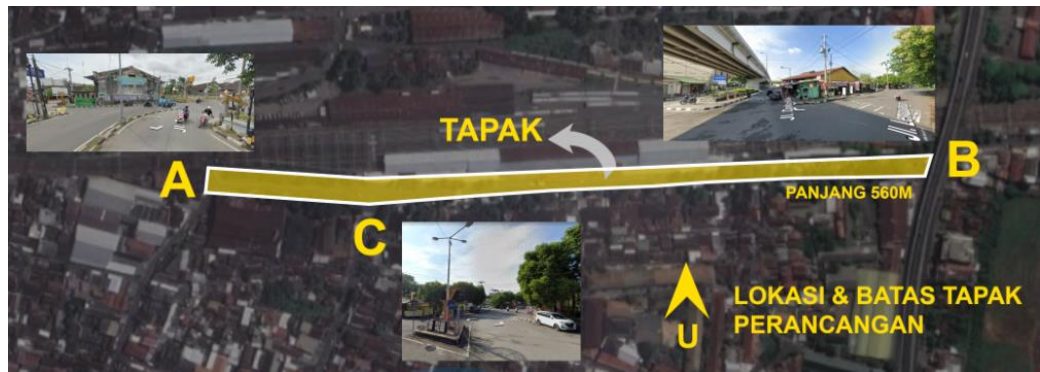 TAPAK
A
B
PANJANG 560M
C
U
LOKASI & BATAS TAPAK
PERANCANGAN